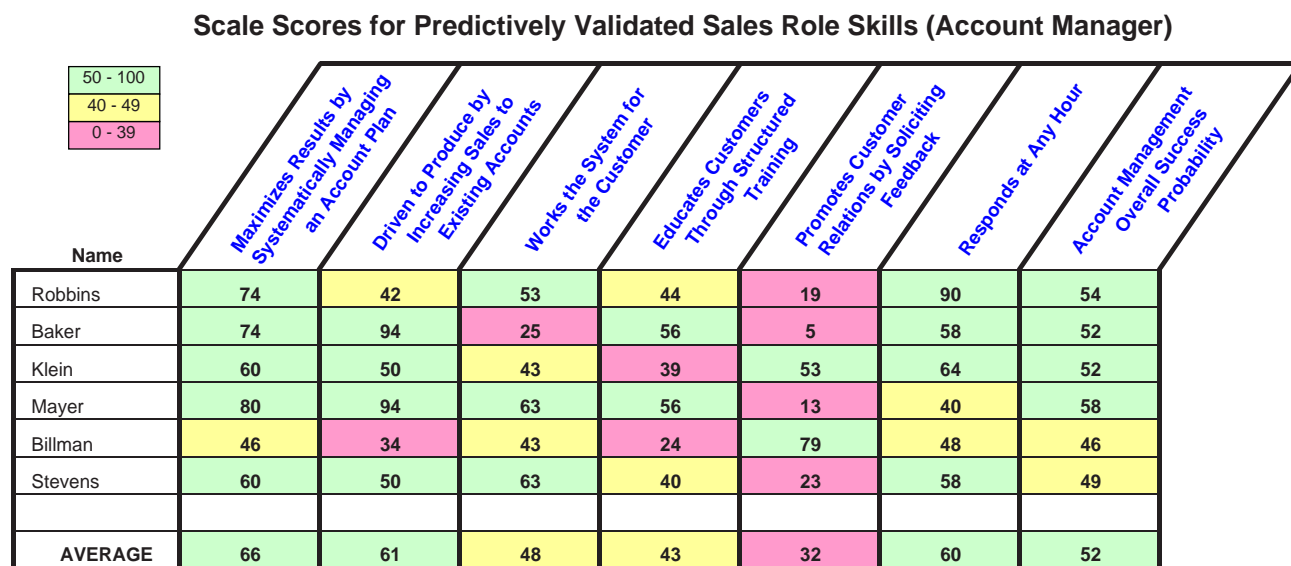 Scale Scores for Predictively Validated Sales Role Skills (Account Manager)
50 - 100
40 - 49
0 - 39
Name
Maximizes Results by
Systematically Managing
an Account Plan
Driven to Produce by
Increasing Sales to
Existing Accounts
Works the System for
the Customer
Educates Customers
Through Structured
Training
Promotes Customer
Relations by Soliciting
Feedback
Responds at Any Hour
Account Management
Overall Success
Probability
Robbins 74 42 53 44 19 90 54
Baker 74 94 25 56 5 58 52
Klein 60 50 43 39 53 64 52
Mayer 80 94 63 56 13 40 58
Billman 46 34 43 24 79 48 46
Stevens 60 50 63 40 23 58 49
AVERAGE 66 61 48 43 32 60 52